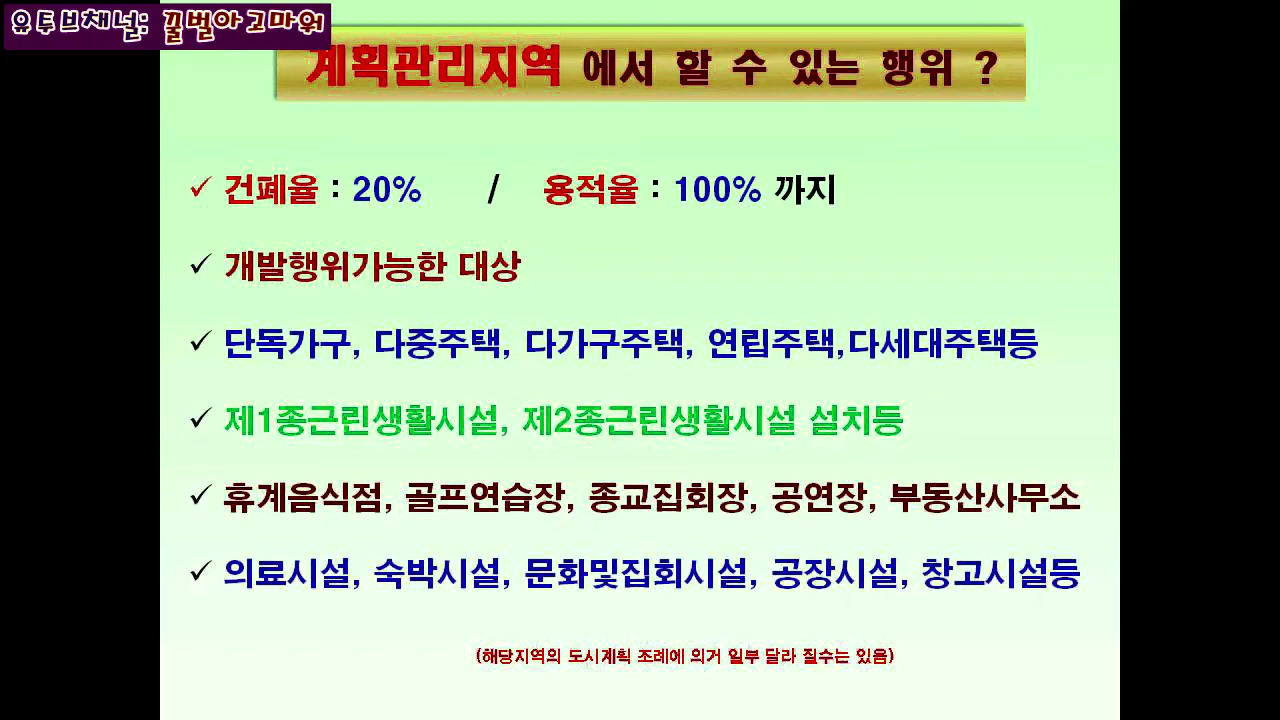 유투브채널: 꿀벌아고마워
계획관리지역 에서 할 수 있는 행위 ?
✓ 건폐율 : 20% / 용적율 : 100% 까지
✓ 개발행위가능한 대상
✓ 단독가구, 다중주택, 다가구주택, 연립주택,다세대주택등
✓ 제1종근린생활시설, 제2종근린생활시설 설치등
✓ 휴계음식점, 골프연습장, 종교집회장, 공연장, 부동산사무소
✓ 의료시설, 숙박시설, 문화및집회시설, 공장시설, 창고시설등
(해당지역의 도시계획 조례에 의거 일부 달라 질수는 있음)